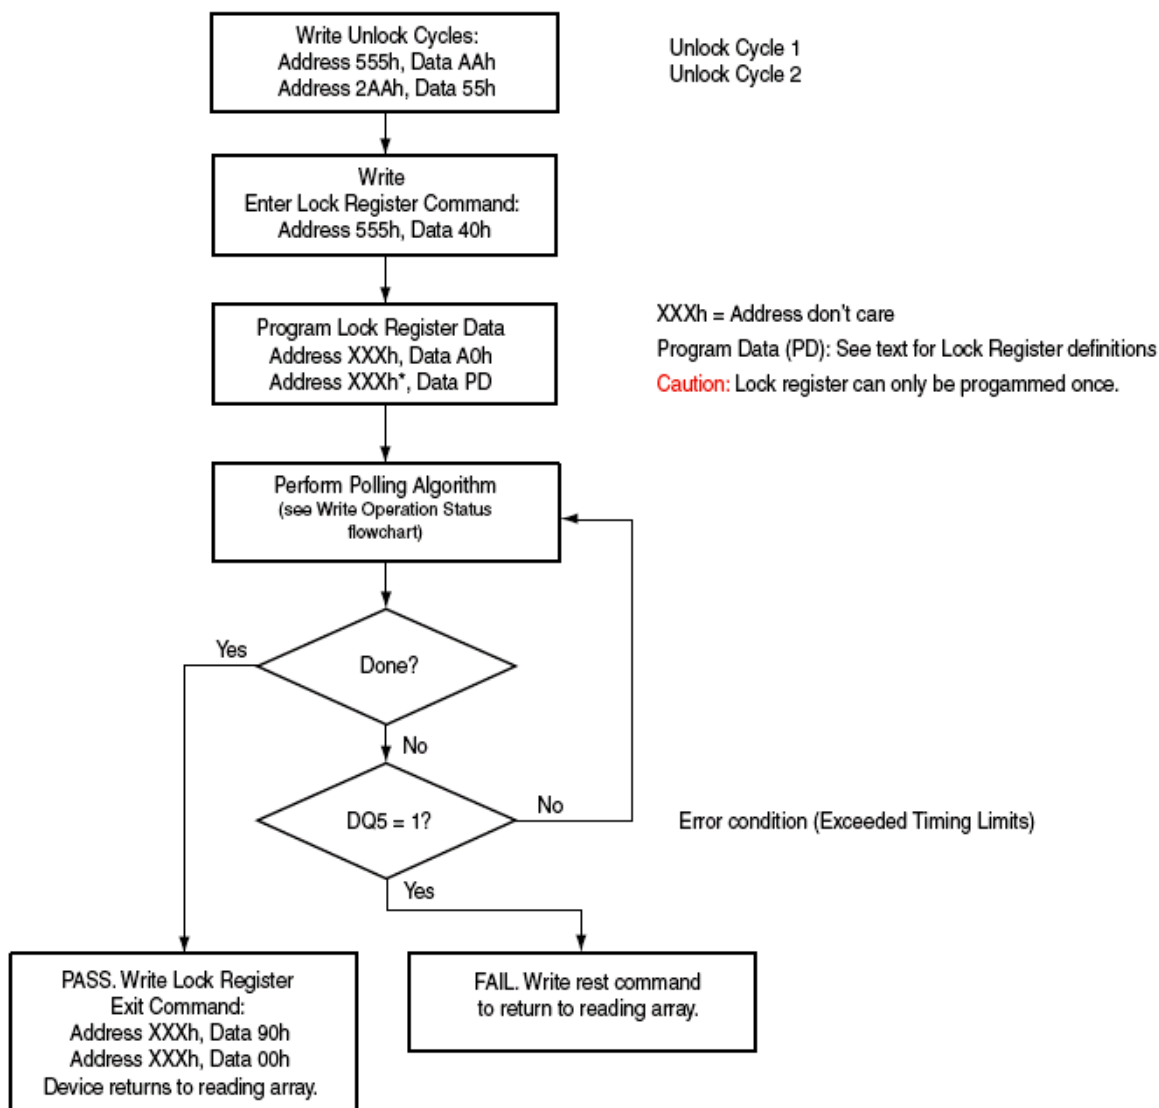 Write Unlock Cycles:
Address 555h, Data AAh
Address 2AAh, Data 55h
Unlock Cycle 1
Unlock Cycle 2
Write
Enter Lock Register Command:
Address 555h, Data 40h
Program Lock Register Data
Address XXXh, Data A0h
Address XXXh*, Data PD
XXXh = Address don't care
Program Data (PD): See text for Lock Register definitions
Caution: Lock register can only be progammed once.
Perform Polling Algorithm
(see Write Operation Status
flowchart)
Yes
Done?
No
DQ5 = 1?
No
Error condition (Exceeded Timing Limits)
Yes
PASS. Write Lock Register
Exit Command:
Address XXXh, Data 90h
Address XXXh, Data 00h
Device returns to reading array.
FAIL. Write rest command
to return to reading array.